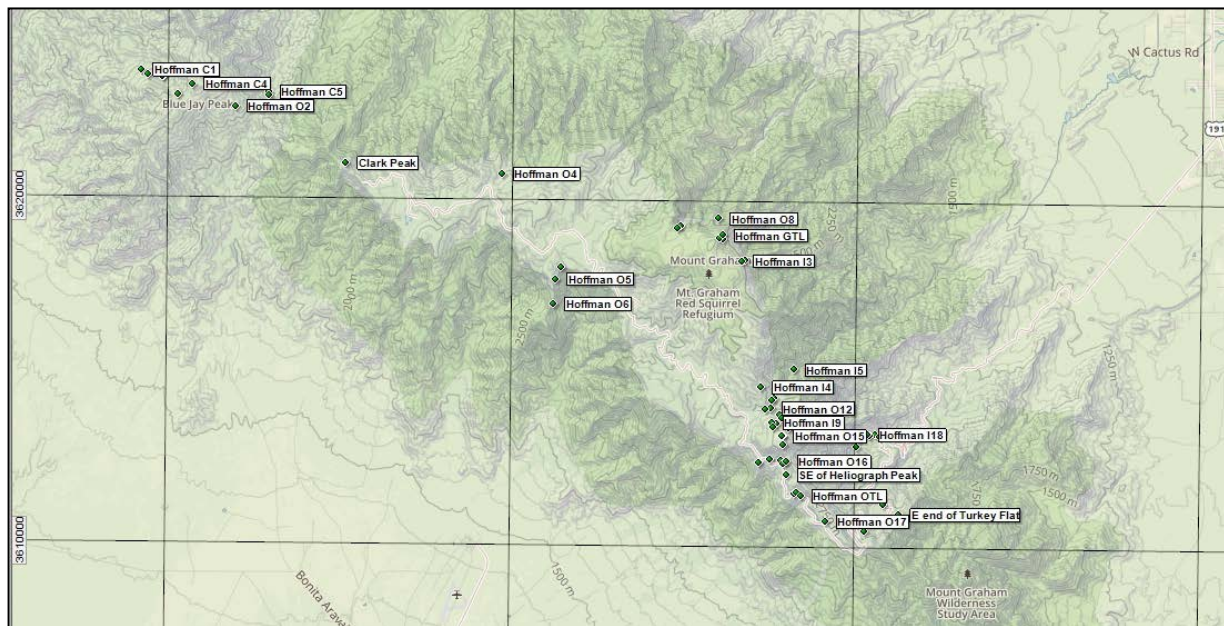 N Cactus Rd
191
Hoffman C1
Hoffman C4
Hoffman C5
Blue Jay Peak
Hoffman O2
Clark Peak
Hoffman O4
3620000
500 m
2250 m
Hoffman O8
Hoffman GTL
Mount Graham
Hoffman I3
Mt. Graham
Red Squirrel
Refugium
2000 m
Hoffman O5
Hoffman O6
2500 m
1250 m
Hoffman I5
Hoffman I4
Hoffman O12
Hoffman I9
Hoffman O15
Hoffman I18
Hoffman O16
SE of Heliograph Peak
1750 m
1500 m
Hoffman OTL
E end of Turkey Flat
Hoffman O17
3610000
1500 m
Bonita Arav
Mount Graham
Wilderness
Study Area